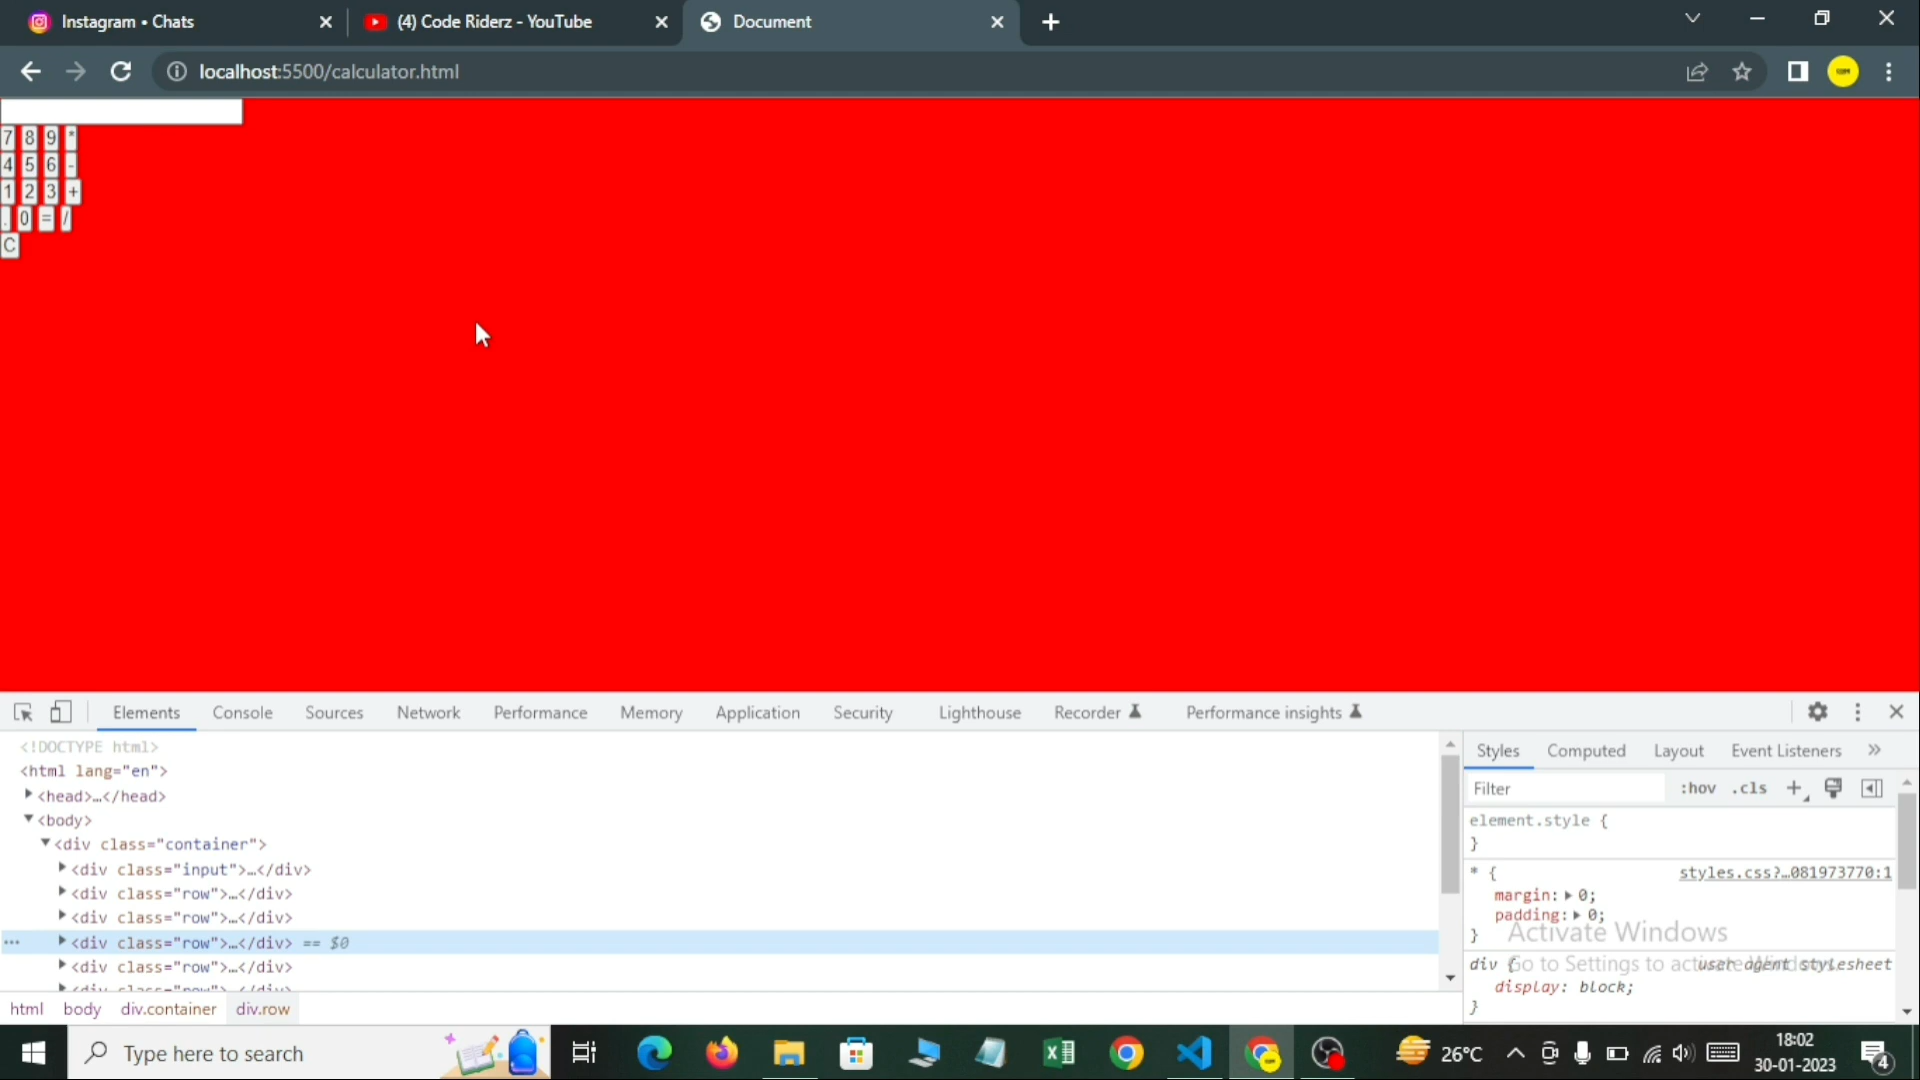 Instagram • Chats
(4) Code Riderz - YouTube
Document
localhost:5500/calculator.html
7 8 9 *
4 5 6 -
1 2 3 +
. 0 = /
C
Elements Console Sources Network Performance Memory Application Security Lighthouse Recorder Performance insights
<!DOCTYPE html>
<html lang="en">
<head>…</head>
<body>
<div class="container">
<div class="input">…</div>
<div class="row">…</div>
<div class="row">…</div>
... <div class="row">…</div> == $0
<div class="row">…</div>
<div class="row">…</div>
html body div.container div.row
Styles Computed Layout Event Listeners
Filter :hov .cls
element.style {
}
* { styles.css?…081973770:1
margin: 0;
padding: 0;
}
Activate Windows
Go to Settings to activate Windows.
div { user agent stylesheet
display: block;
}
Type here to search
26°C
18:02
30-01-2023
4